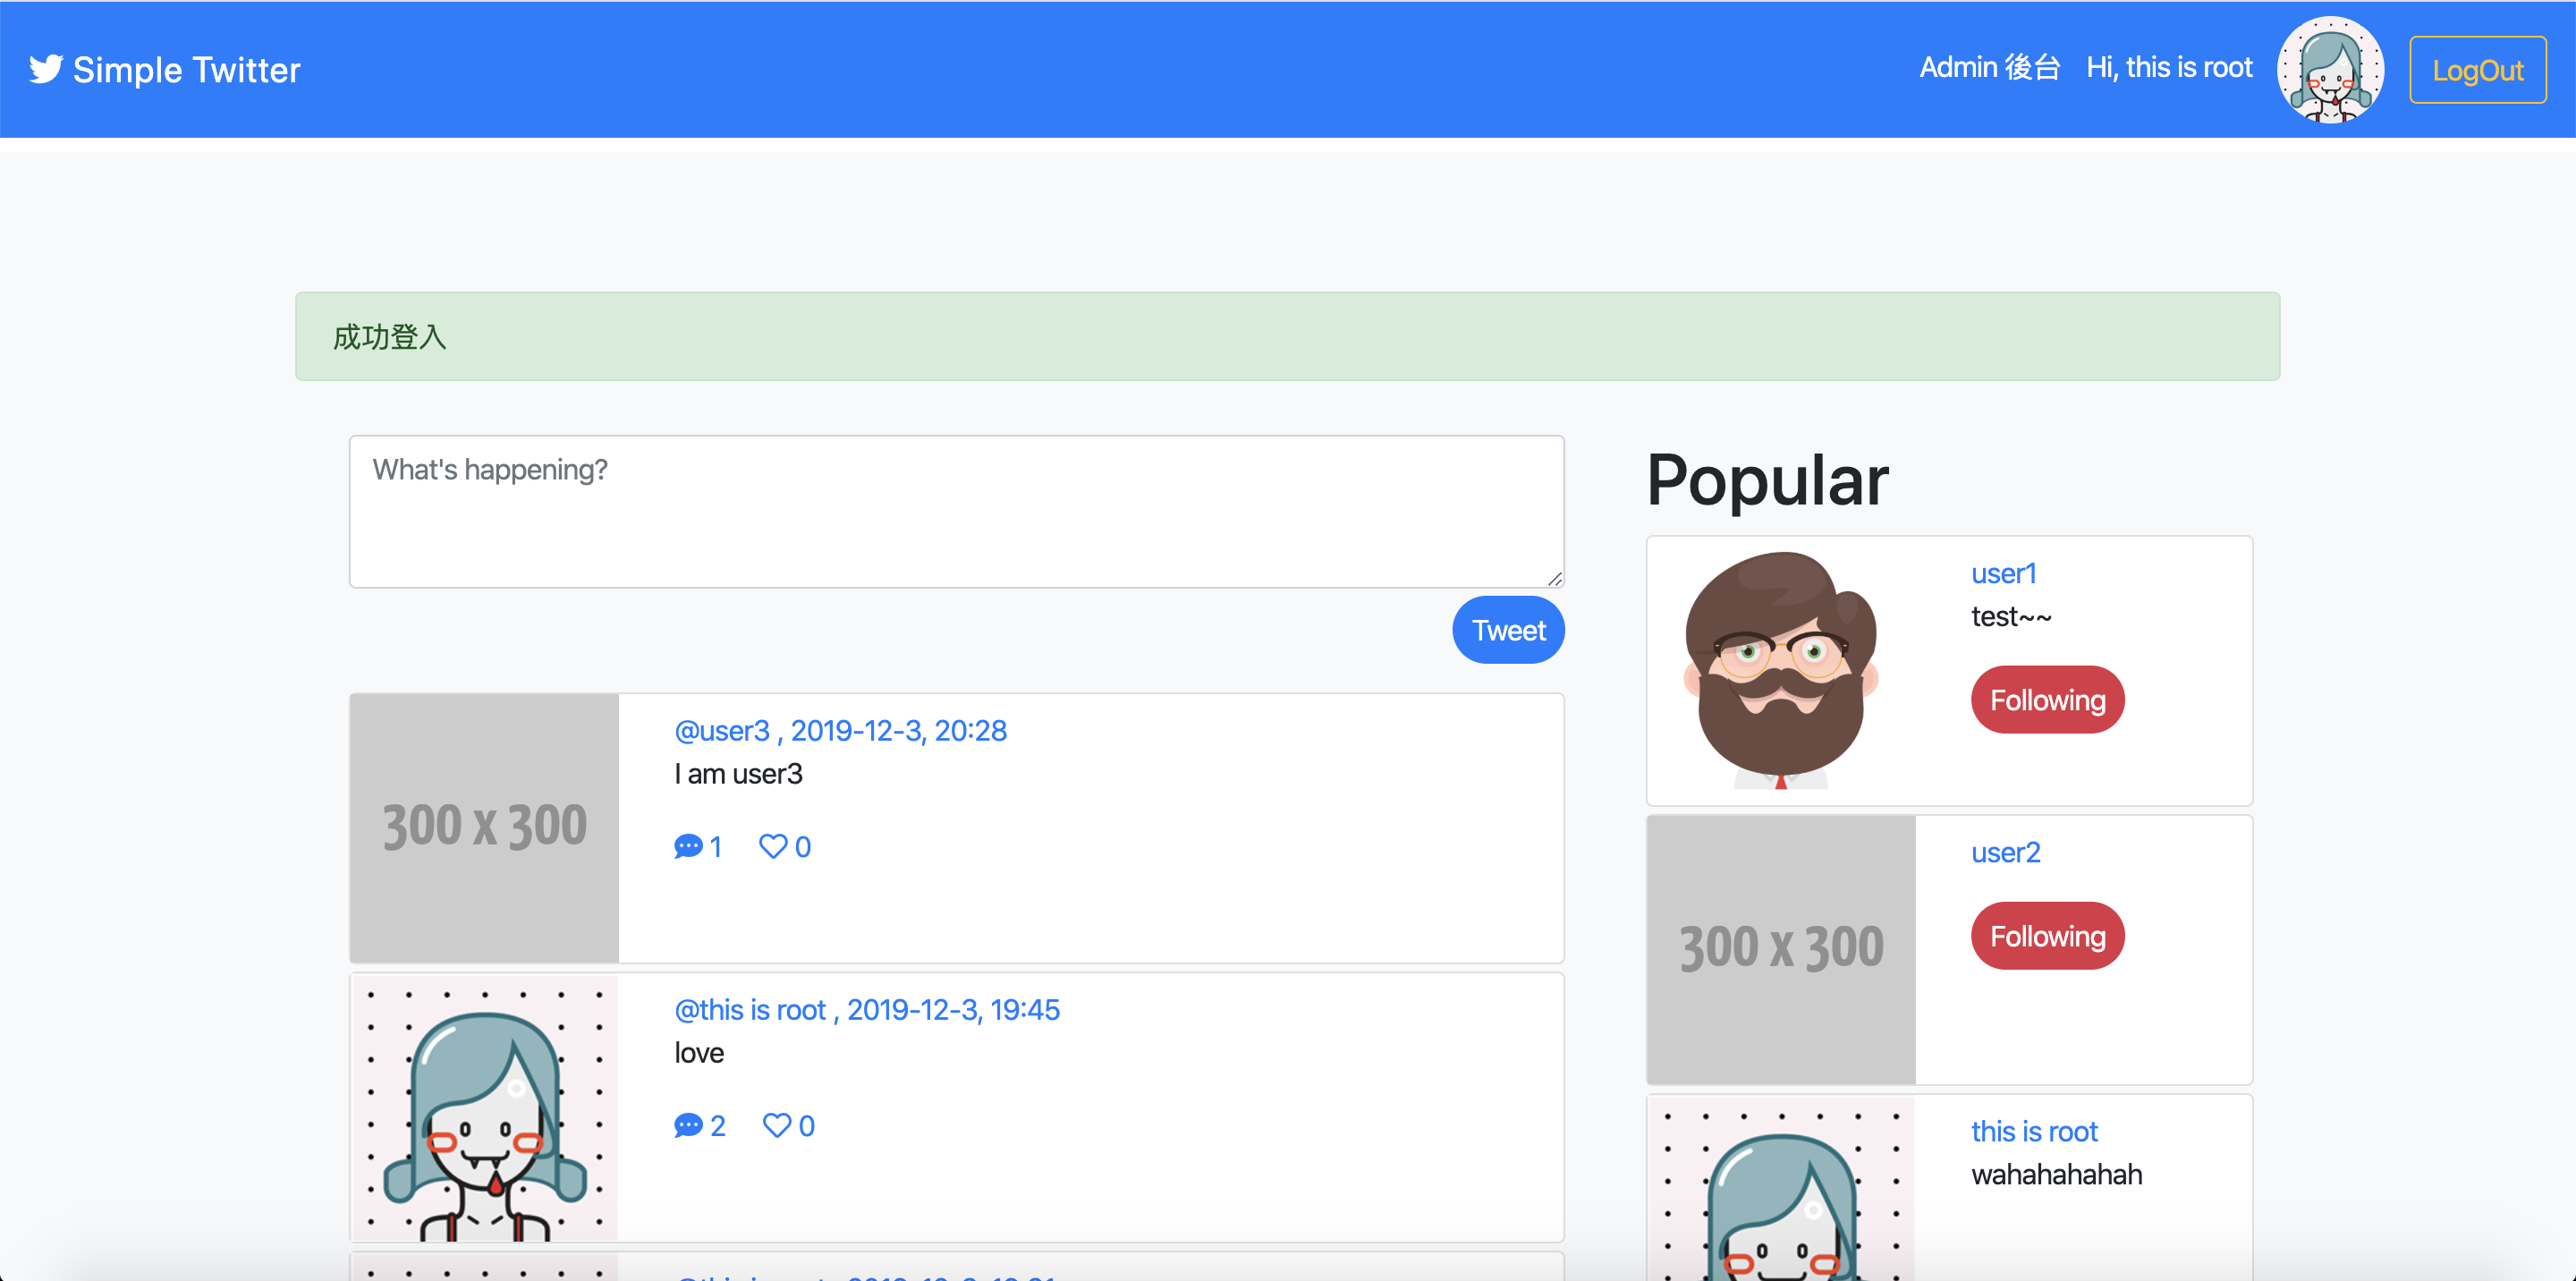 Simple Twitter
Admin 後台
Hi, this is root
LogOut
成功登入
What's happening?
Tweet
300 x 300
@user3 , 2019-12-3, 20:28
I am user3
1
0
@this is root , 2019-12-3, 19:45
love
2
0
Popular
user1
test~~
Following
300 x 300
user2
Following
this is root
wahahahahah